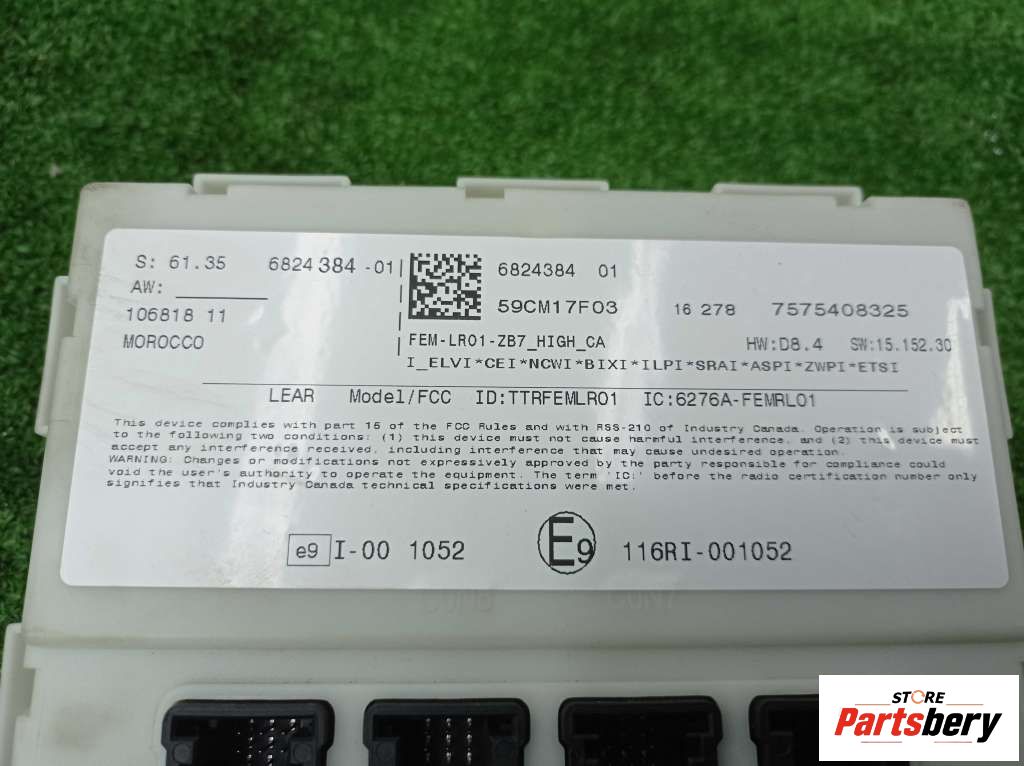 S: 61.35 6824 384 -01
AW:
106818 11
MOROCCO
6824384 01
59CM17F03 16 278 7575408325
FEM-LR01-ZB7_HIGH_CA HW:D8.4 SW:15.152.30
I_ELVI*CEI*NCWI*BIXI*ILPI*SRAI*ASPI*ZWPI*ETSI
LEAR Model/FCC ID:TTRFEMLR01 IC:6276A-FEMRL01
This device complies with part 15 of the FCC Rules and with RSS-210 of Industry Canada. Operation is subject
to the following two conditions: (1) this device must not cause harmful interference, and (2) this device must
accept any interference received, including interference that may cause undesired operation.
WARNING: Changes or modifications not expressively approved by the party responsible for compliance could
void the user's authority to operate the equipment. The term 'IC:' before the radio certification number only
signifies that Industry Canada technical specifications were met.
e9 I-00 1052 E9 116RI-001052
STORE
Partsbery